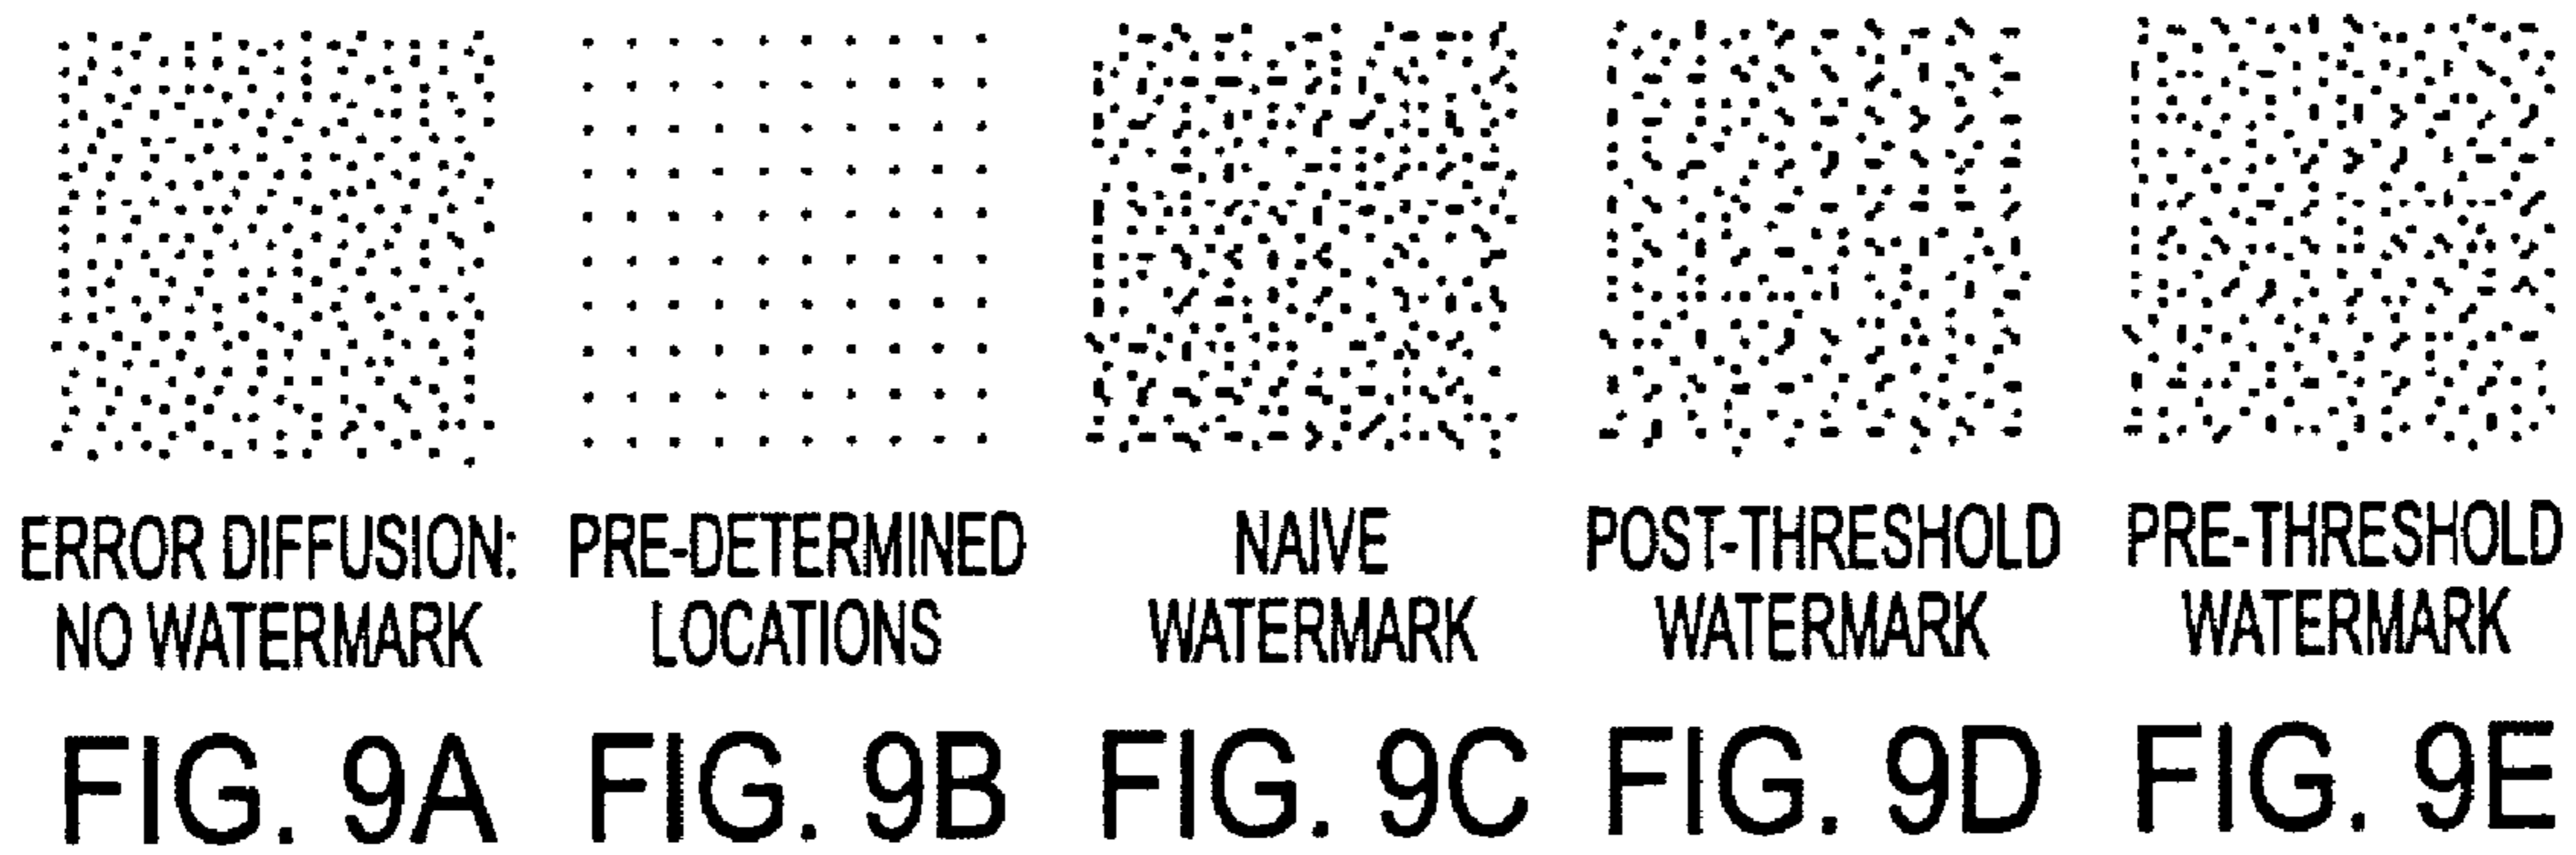 ERROR DIFFUSION: NO WATERMARK
PRE-DETERMINED LOCATIONS
NAIVE WATERMARK
POST-THRESHOLD WATERMARK
PRE-THRESHOLD WATERMARK
FIG. 9A
FIG. 9B
FIG. 9C
FIG. 9D
FIG. 9E